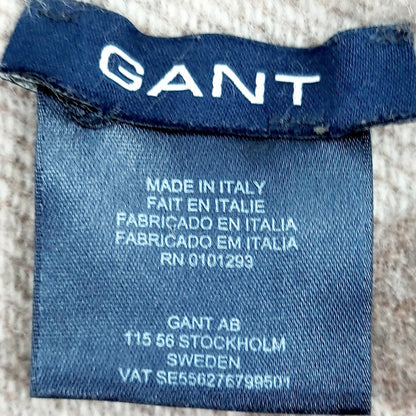 GANT
MADE IN ITALY
FAIT EN ITALIE
FABRICADO EN ITALIA
FABRICADO EM ITALIA
RN 0101293
GANT AB
115 56 STOCKHOLM
SWEDEN
VAT SE556276799501